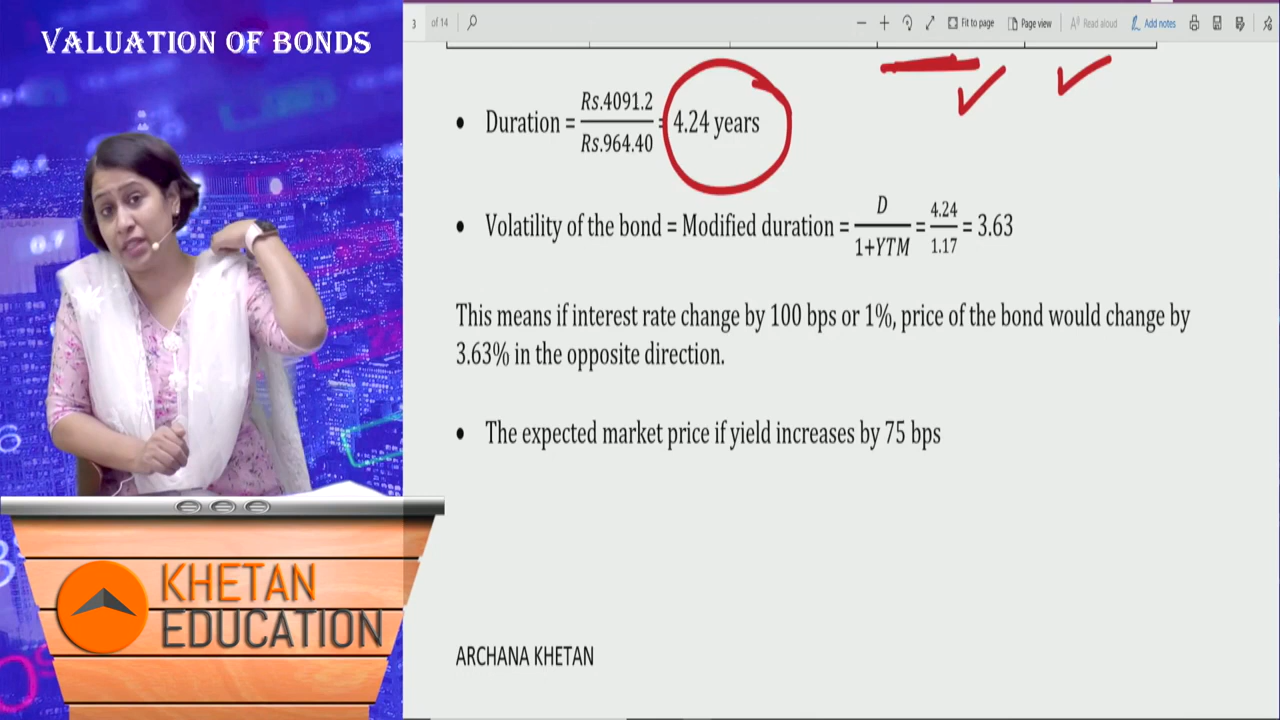 VALUATION OF BONDS
3 of 14
Fit to page
Page view
Read aloud
Add notes
• Duration = Rs.4091.2 / Rs.964.40 = 4.24 years
• Volatility of the bond = Modified duration = D / 1+YTM = 4.24 / 1.17 = 3.63
This means if interest rate change by 100 bps or 1%, price of the bond would change by
3.63% in the opposite direction.
• The expected market price if yield increases by 75 bps
KHETAN
EDUCATION
ARCHANA KHETAN